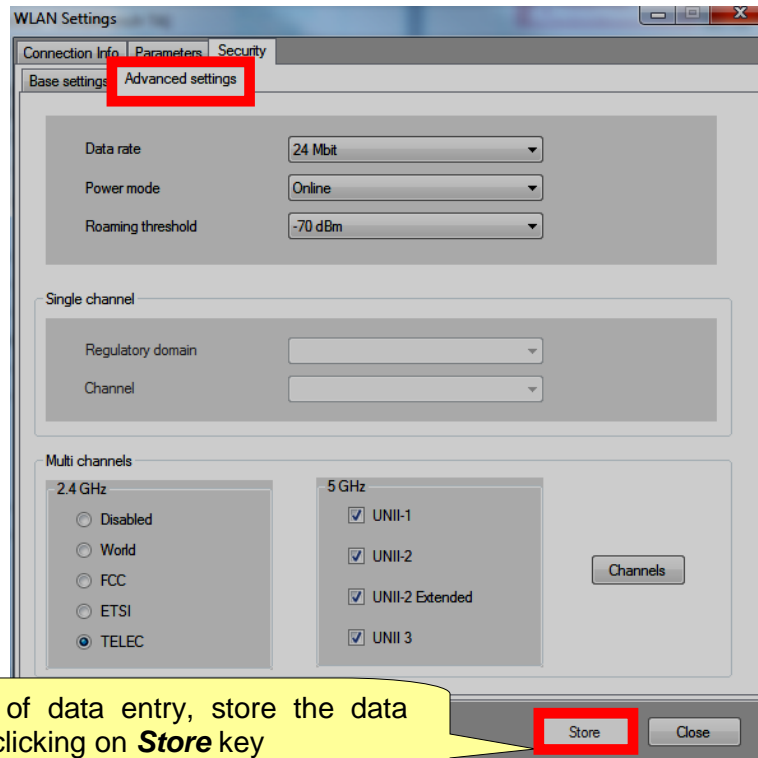 WLAN Settings
Connection Info Parameters Security
Base settings Advanced settings
Data rate 24 Mbit
Power mode Online
Roaming threshold -70 dBm
Single channel
Regulatory domain
Channel
Multi channels
2.4 GHz 5 GHz
Disabled UNII-1
World UNII-2
FCC Channels
ETSI UNII-2 Extended
TELEC UNII 3
of data entry, store the data
clicking on Store key
Store Close